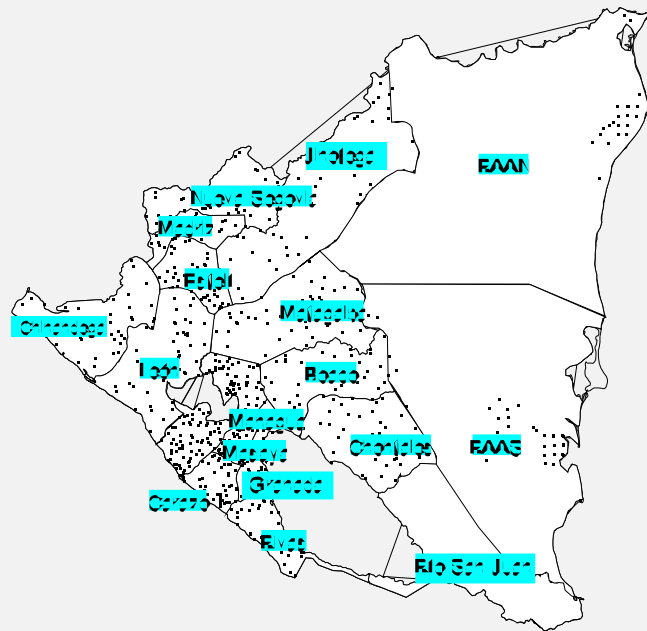 Jinotega
RAAN
Nueva Segovia
Madriz
Estelí
Matagalpa
Chinandega
León
Boaco
Managua
Chontales
RAAS
Masaya
Granada
Carazo
Rivas
Río San Juan